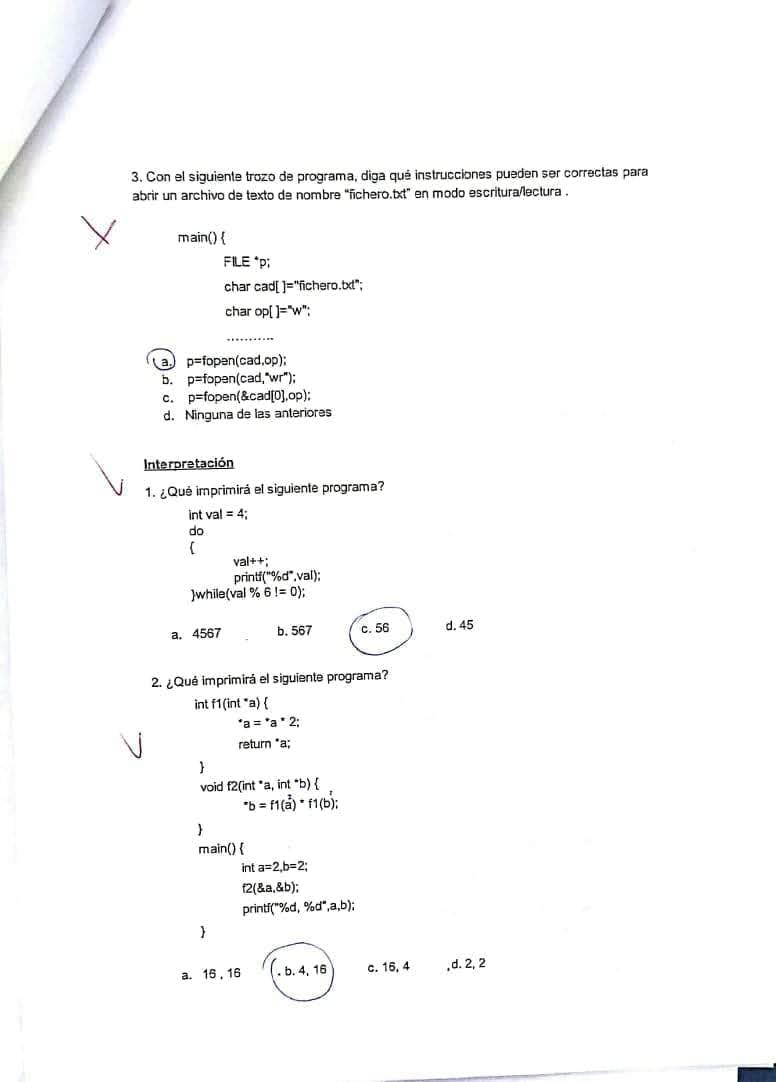 3. Con el siguiente trozo de programa, diga qué instrucciones pueden ser correctas para
abrir un archivo de texto de nombre "fichero.txt" en modo escritura/lectura .
main() {
FILE *p;
char cad[ ]="fichero.txt";
char op[ ]="w";
...........
a. p=fopen(cad,op);
b. p=fopen(cad,"wr");
c. p=fopen(&cad[0],op);
d. Ninguna de las anteriores
Interpretación
1. ¿Qué imprimirá el siguiente programa?
int val = 4;
do
{
val++;
printf("%d",val);
}while(val % 6 != 0);
a. 4567 b. 567 c. 56 d. 45
2. ¿Qué imprimirá el siguiente programa?
int f1(int *a) {
*a = *a * 2;
return *a;
}
void f2(int *a, int *b) {
*b = f1(a) * f1(b);
}
main() {
int a=2,b=2;
f2(&a,&b);
printf("%d, %d",a,b);
}
a. 16 , 16 b. 4, 16 c. 16, 4 d. 2, 2